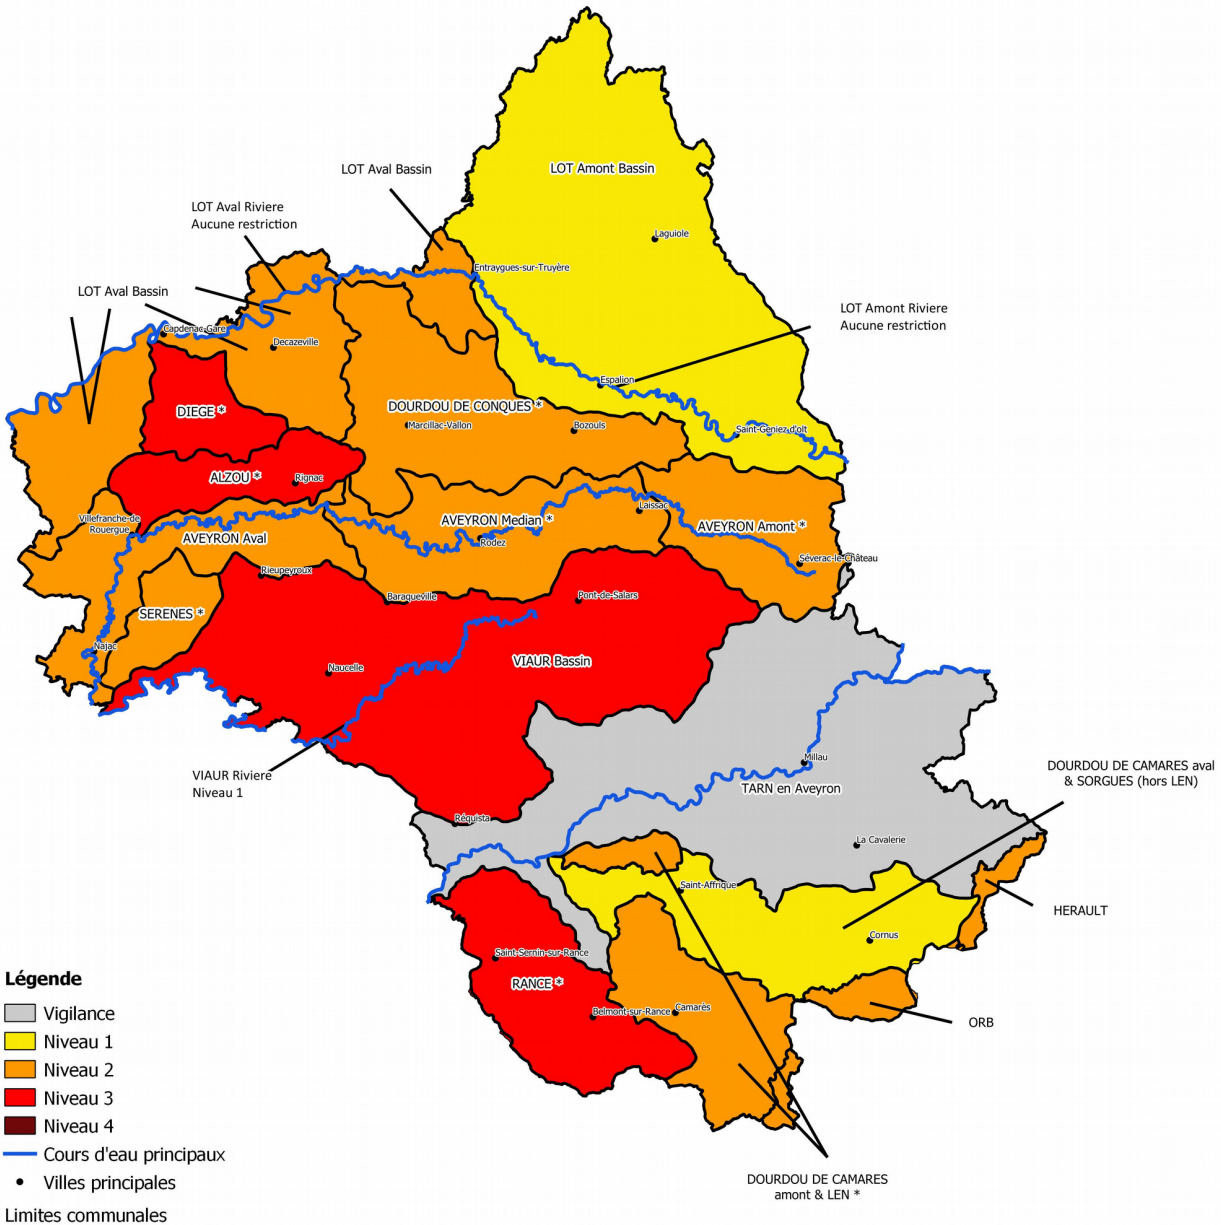 LOT Aval Bassin
LOT Amont Bassin
LOT Aval Riviere
Aucune restriction
Laguiole
Entraygues-sur-Truyère
LOT Aval Bassin
LOT Amont Riviere
Aucune restriction
Capdenac-Gare
Decazeville
Espalion
DIEGE *
DOURDOU DE CONQUES *
Marcillac-Vallon
Bozouls
Saint-Geniez-d'olt
ALZOU *
Rignac
Villefranche-de
Rouergue
AVEYRON Aval
AVEYRON Median *
Laissac
AVEYRON Amont *
Rodez
Séverac-le-Château
Rieupeyroux
Baraqueville
Pont-de-Salars
SERENES *
Najac
Naucelle
VIAUR Bassin
VIAUR Riviere
Niveau 1
Millau
TARN en Aveyron
DOURDOU DE CAMARES aval
& SORGUES (hors LEN)
Réquista
La Cavalerie
Saint-Affrique
HERAULT
Cornus
Saint-Sernin-sur-Rance
RANCE *
Belmont-sur-Rance
Camarès
ORB
DOURDOU DE CAMARES
amont & LEN *
Légende
Vigilance
Niveau 1
Niveau 2
Niveau 3
Niveau 4
Cours d'eau principaux
Villes principales
Limites communales